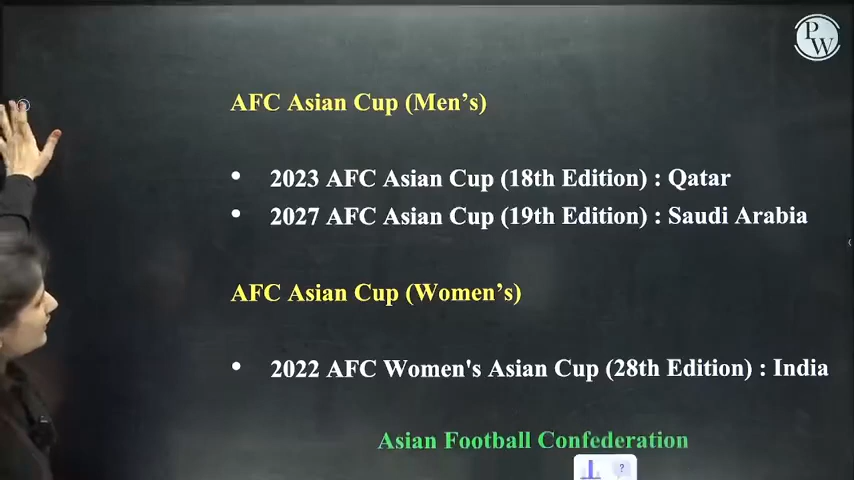 PW
AFC Asian Cup (Men's)
• 2023 AFC Asian Cup (18th Edition) : Qatar
• 2027 AFC Asian Cup (19th Edition) : Saudi Arabia
AFC Asian Cup (Women's)
• 2022 AFC Women's Asian Cup (28th Edition) : India
Asian Football Confederation
?